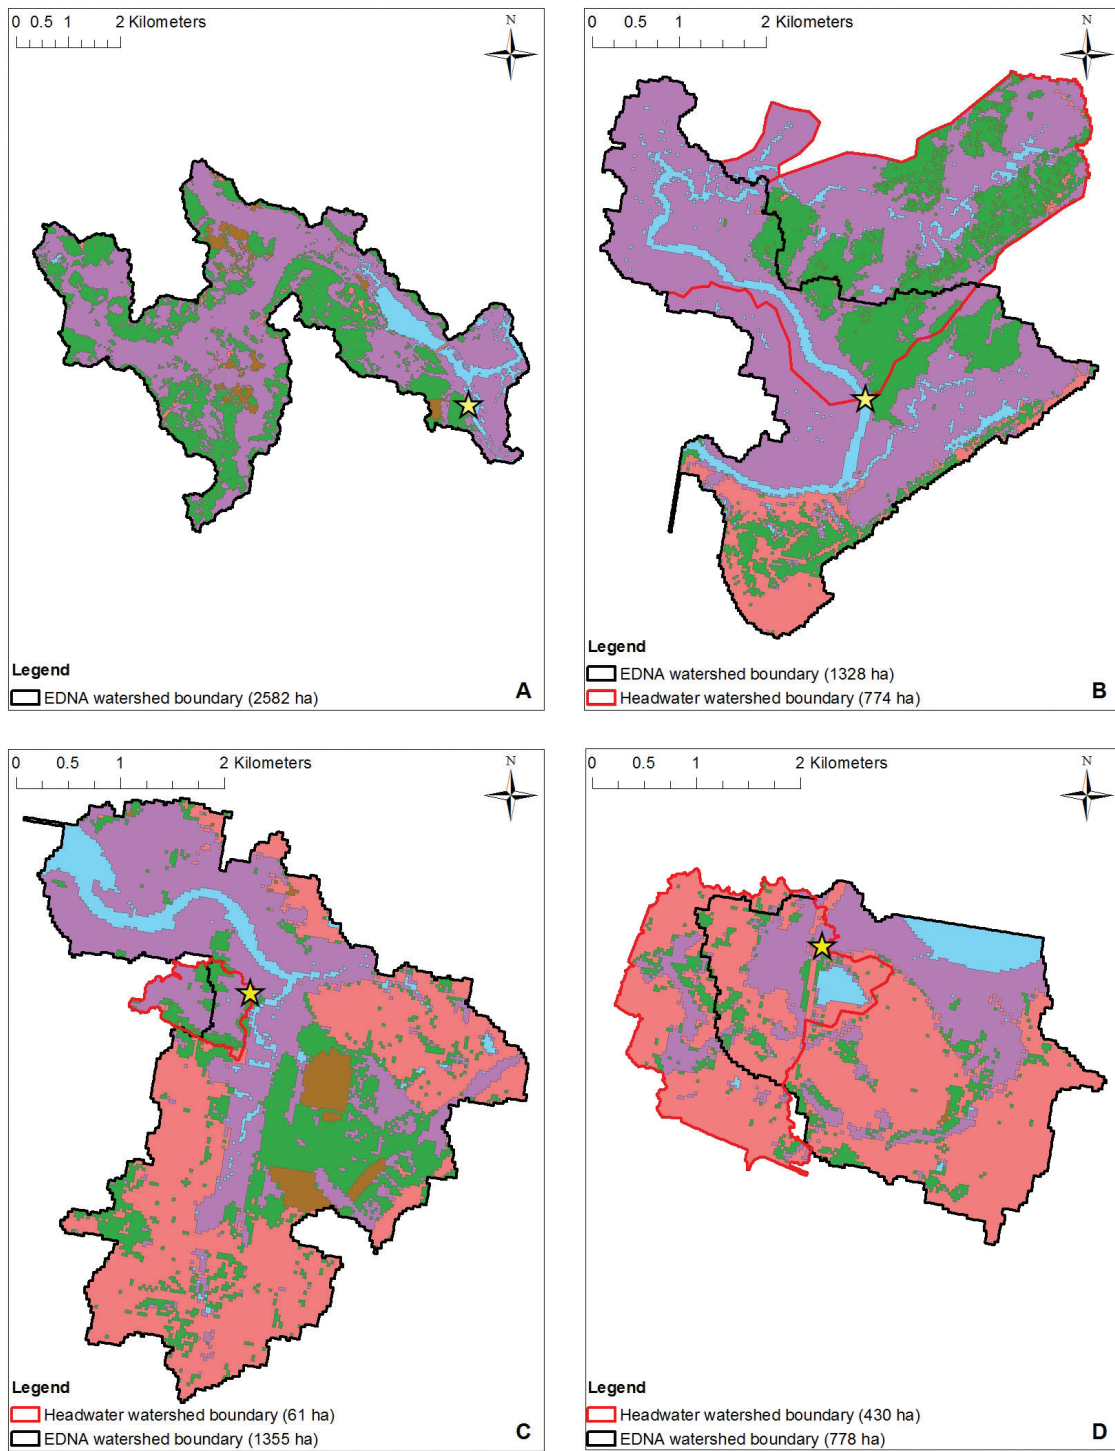 0 0.5 1 2 Kilometers
N
Legend
EDNA watershed boundary (2582 ha)
A
0 0.5 1 2 Kilometers
N
Legend
EDNA watershed boundary (1328 ha)
Headwater watershed boundary (774 ha)
B
0 0.5 1 2 Kilometers
N
Legend
Headwater watershed boundary (61 ha)
EDNA watershed boundary (1355 ha)
C
0 0.5 1 2 Kilometers
N
Legend
Headwater watershed boundary (430 ha)
EDNA watershed boundary (778 ha)
D